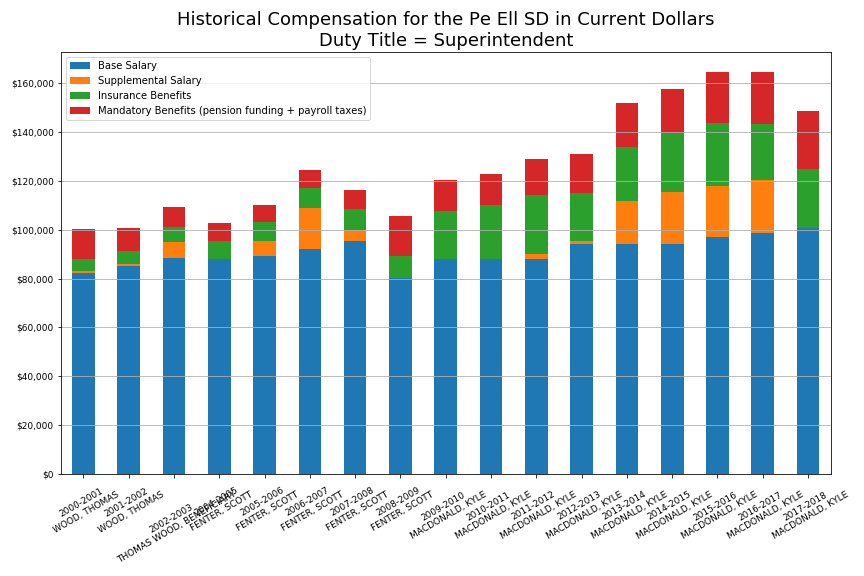 Historical Compensation for the Pe Ell SD in Current Dollars
Duty Title = Superintendent
Base Salary
Supplemental Salary
Insurance Benefits
Mandatory Benefits (pension funding + payroll taxes)
$160,000
$140,000
$120,000
$100,000
$80,000
$60,000
$40,000
$20,000
$0
2000-2001
WOOD, THOMAS
2001-2002
WOOD, THOMAS
2002-2003
THOMAS WOOD, BENEFICIARY
2004-2005
FENTER, SCOTT
2005-2006
FENTER, SCOTT
2006-2007
FENTER, SCOTT
2007-2008
FENTER, SCOTT
2008-2009
FENTER, SCOTT
2009-2010
MACDONALD, KYLE
2010-2011
MACDONALD, KYLE
2011-2012
MACDONALD, KYLE
2012-2013
MACDONALD, KYLE
2013-2014
MACDONALD, KYLE
2014-2015
MACDONALD, KYLE
2015-2016
MACDONALD, KYLE
2016-2017
MACDONALD, KYLE
2017-2018
MACDONALD, KYLE